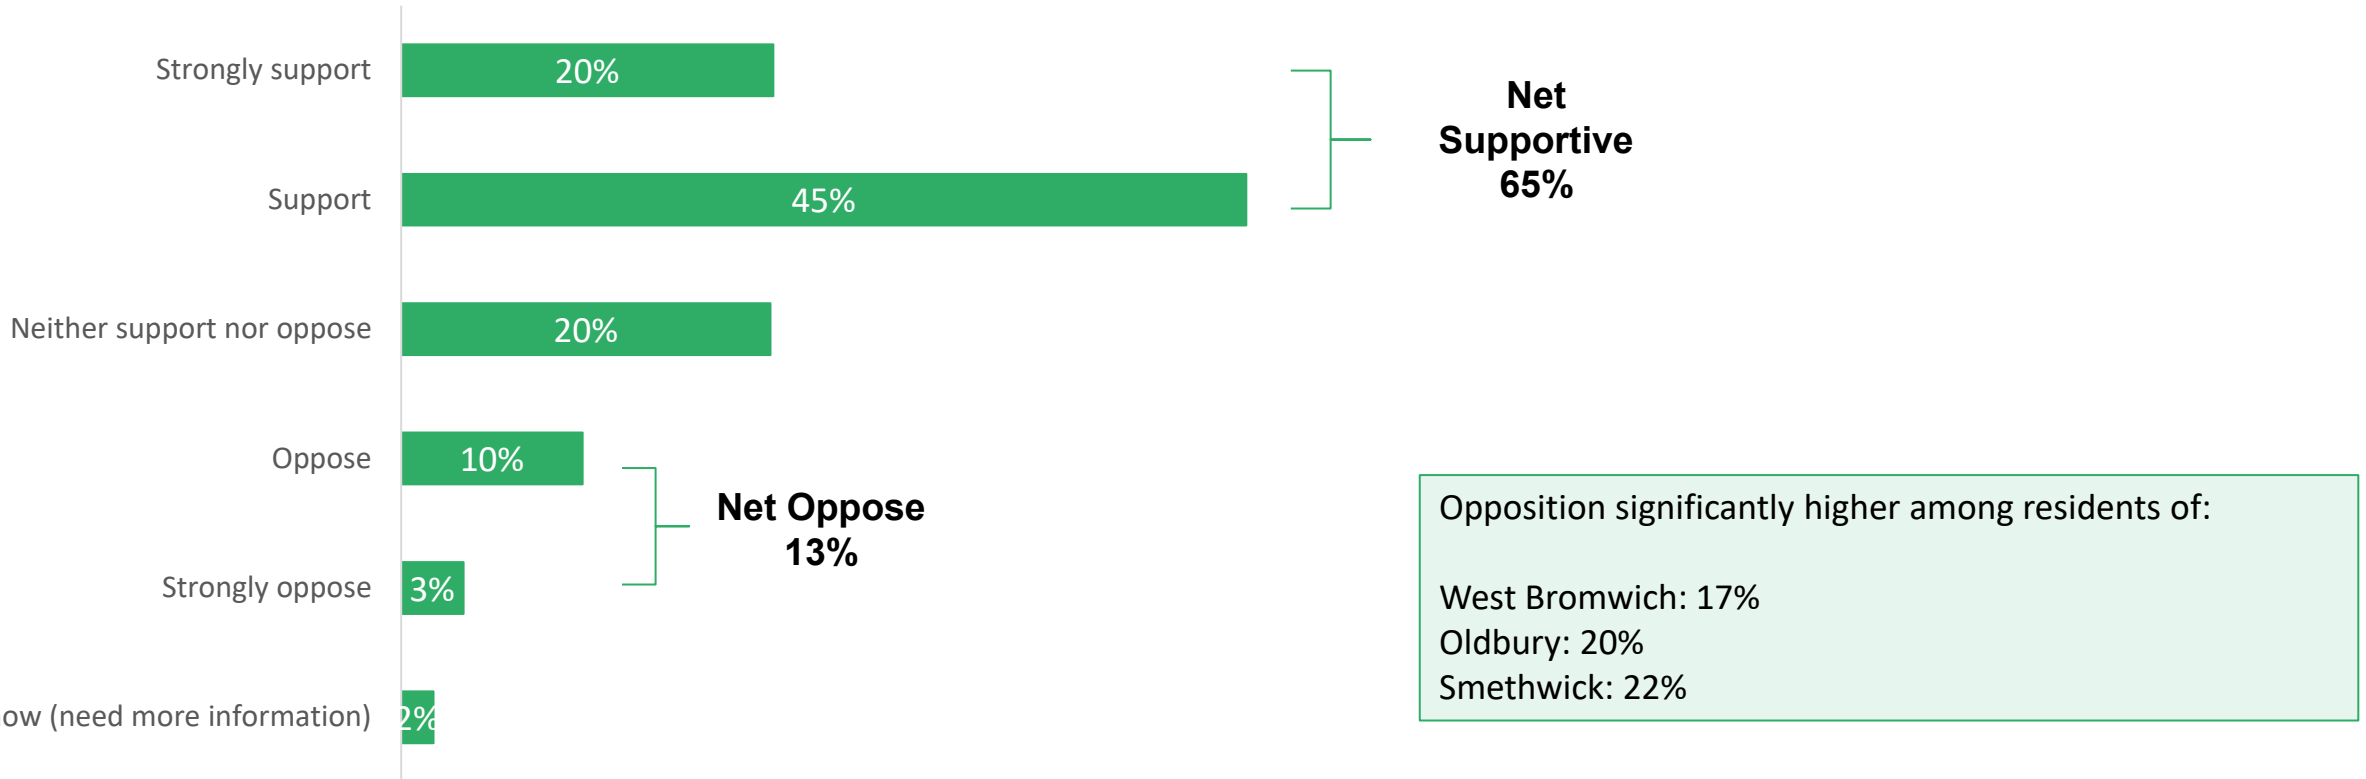 Strongly support
20%
Net
Supportive
65%
Support
45%
Neither support nor oppose
20%
Oppose
10%
Net Oppose
13%
Strongly oppose
3%
(need more information)
2%
Opposition significantly higher among residents of:
West Bromwich: 17%
Oldbury: 20%
Smethwick: 22%